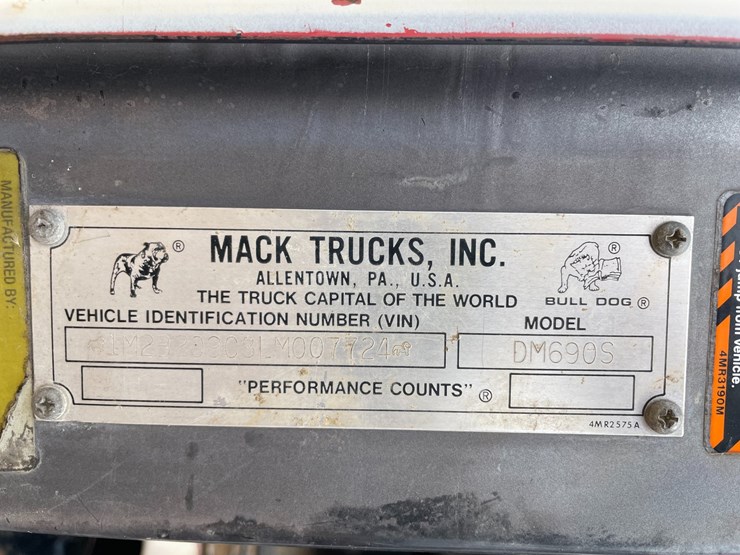 MANUFACTURED BY:
® MACK TRUCKS, INC. ®
ALLENTOWN, PA., U.S.A.
THE TRUCK CAPITAL OF THE WORLD
BULL DOG ®
VEHICLE IDENTIFICATION NUMBER (VIN)
MODEL
DM690S
"PERFORMANCE COUNTS" ®
4MR2575A
jump from vehicle.
4MR3190M